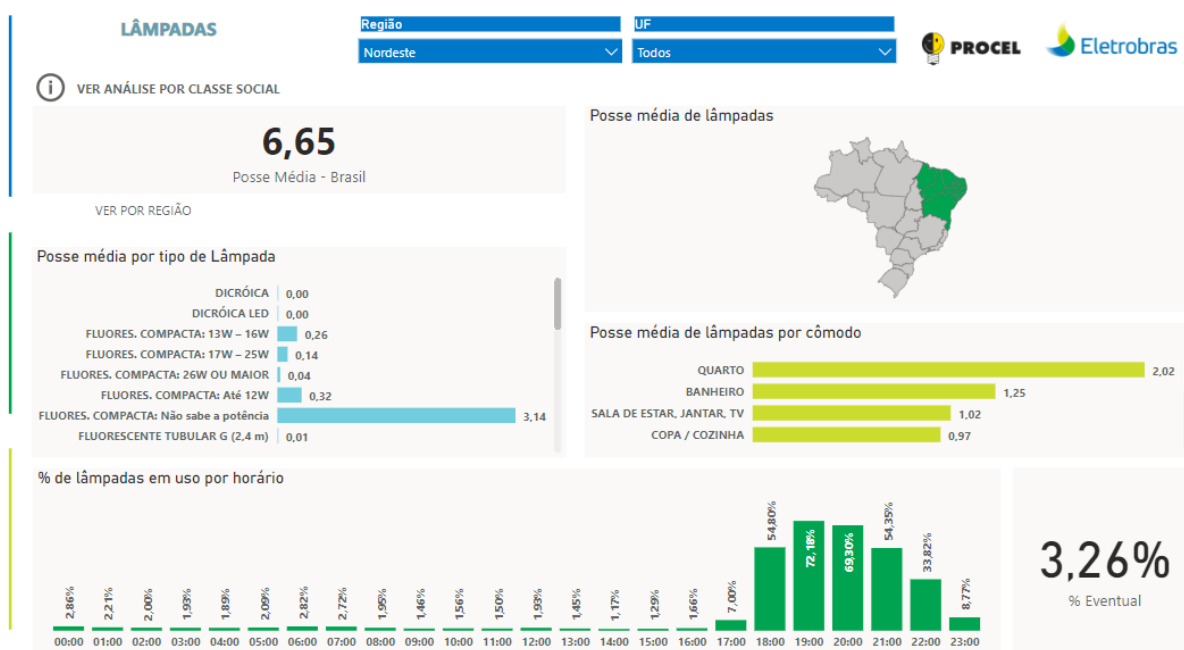 LÂMPADAS
Região
UF
Nordeste
Todos
PROCEL
Eletrobras
VER ANÁLISE POR CLASSE SOCIAL
6,65
Posse Média - Brasil
VER POR REGIÃO
Posse média de lâmpadas
Posse média por tipo de Lâmpada
DICRÓICA 0,00
DICRÓICA LED 0,00
FLUORES. COMPACTA: 13W – 16W 0,26
FLUORES. COMPACTA: 17W – 25W 0,14
FLUORES. COMPACTA: 26W OU MAIOR 0,04
FLUORES. COMPACTA: Até 12W 0,32
FLUORES. COMPACTA: Não sabe a potência 3,14
FLUORESCENTE TUBULAR G (2,4 m) 0,01
Posse média de lâmpadas por cômodo
QUARTO 2,02
BANHEIRO 1,25
SALA DE ESTAR, JANTAR, TV 1,02
COPA / COZINHA 0,97
% de lâmpadas em uso por horário
2,86% 2,21% 2,00% 1,93% 1,89% 2,09% 2,82% 2,72% 1,95% 1,46% 1,56% 1,50% 1,93% 1,45% 1,17% 1,29% 1,66% 7,00% 54,80% 72,18% 69,30% 54,35% 33,82% 8,77%
00:00 01:00 02:00 03:00 04:00 05:00 06:00 07:00 08:00 09:00 10:00 11:00 12:00 13:00 14:00 15:00 16:00 17:00 18:00 19:00 20:00 21:00 22:00 23:00
3,26%
% Eventual